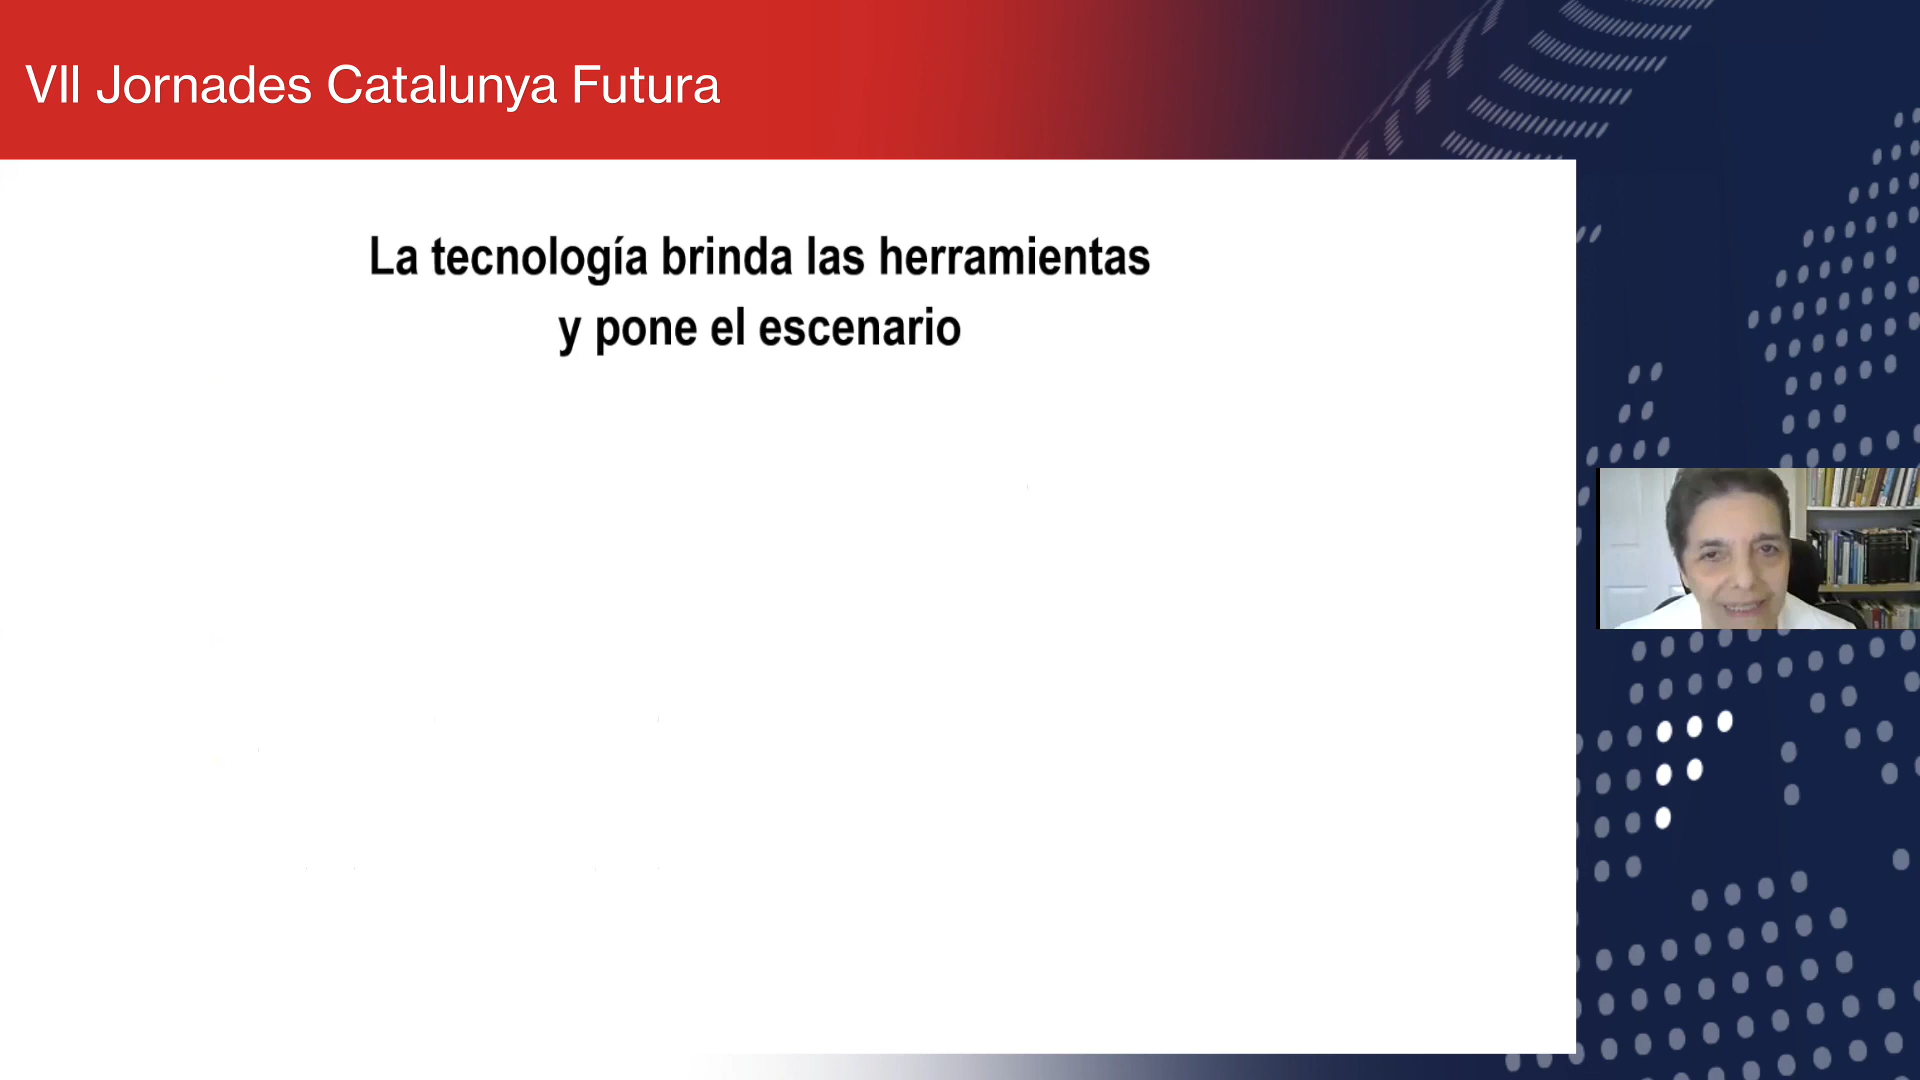 VII Jornades Catalunya Futura
La tecnología brinda las herramientas
y pone el escenario